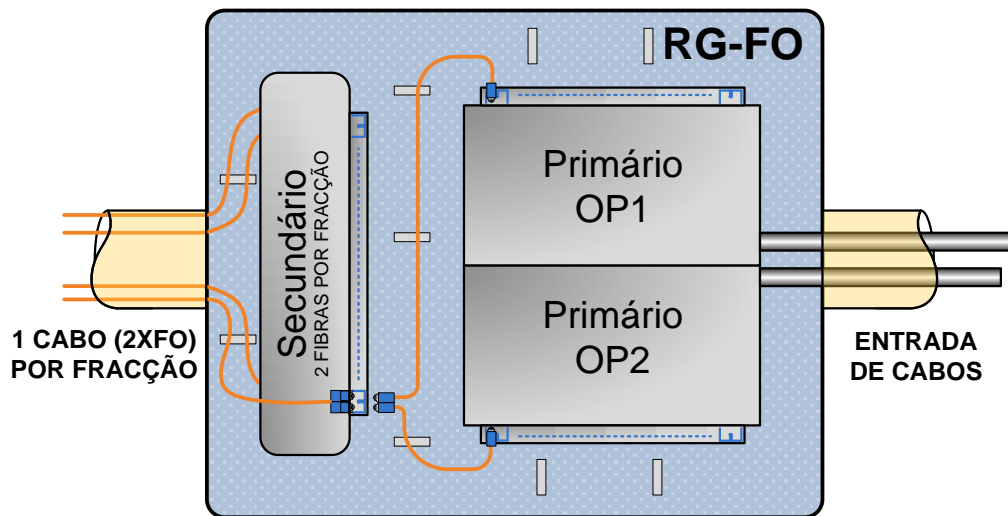 RG-FO
Secundário
2 FIBRAS POR FRACÇÃO
Primário
OP1
Primário
OP2
1 CABO (2XFO)
POR FRACÇÃO
ENTRADA
DE CABOS